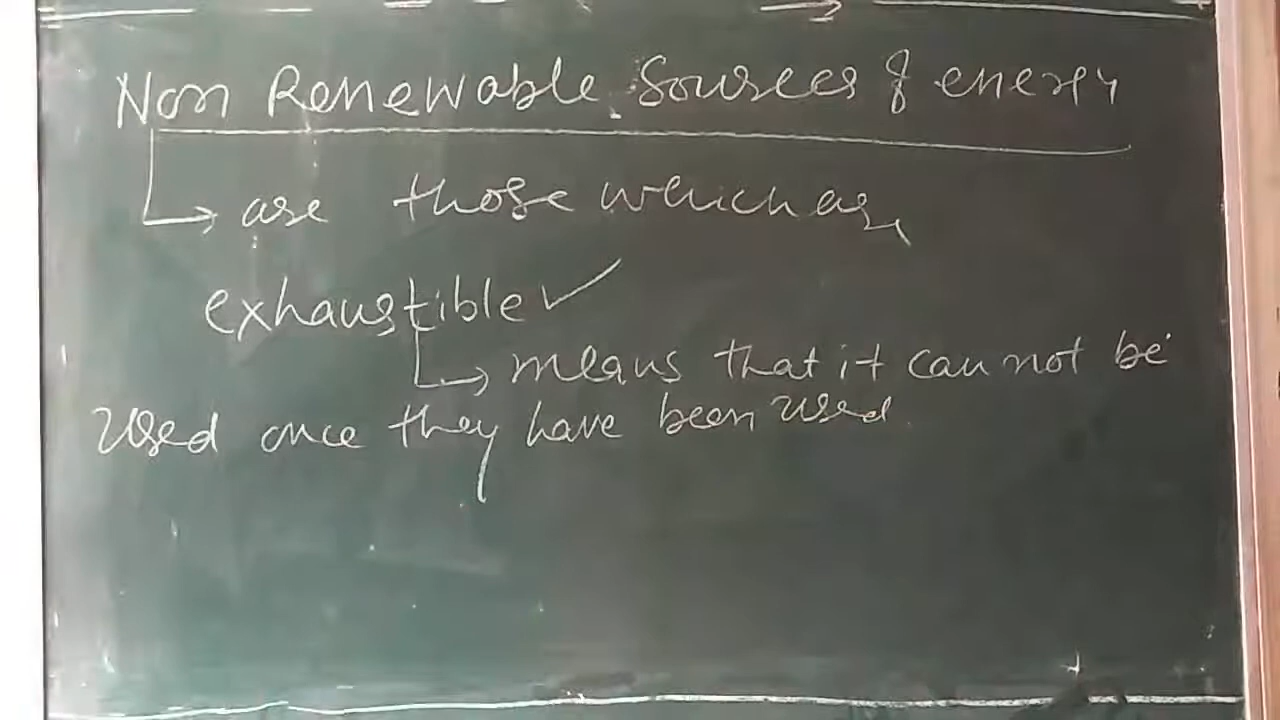 Non Renewable Sources of energy
→ are those which are
exhaustible ✓
→ means that it can not be
used once they have been used